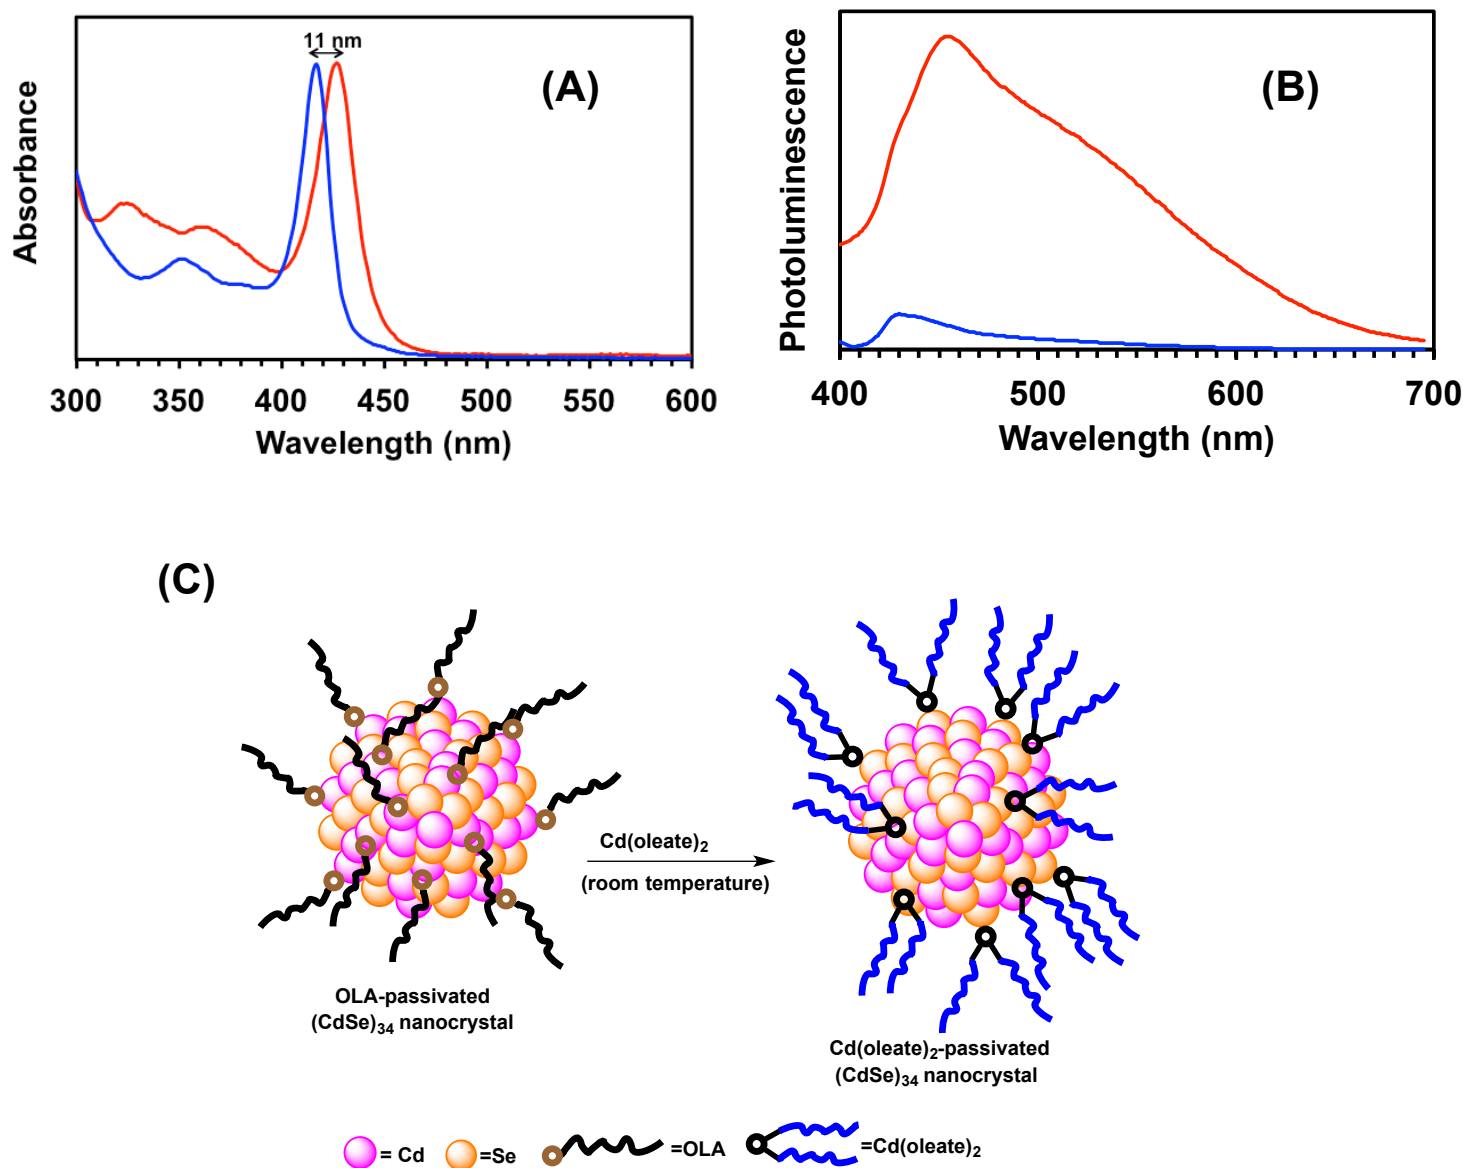 11 nm
(A)
Absorbance
300 350 400 450 500 550 600
Wavelength (nm)
(B)
Photoluminescence
400 500 600 700
Wavelength (nm)
(C)
Cd(oleate)₂
(room temperature)
OLA-passivated
(CdSe)₃₄ nanocrystal
Cd(oleate)₂-passivated
(CdSe)₃₄ nanocrystal
= Cd =Se =OLA =Cd(oleate)₂